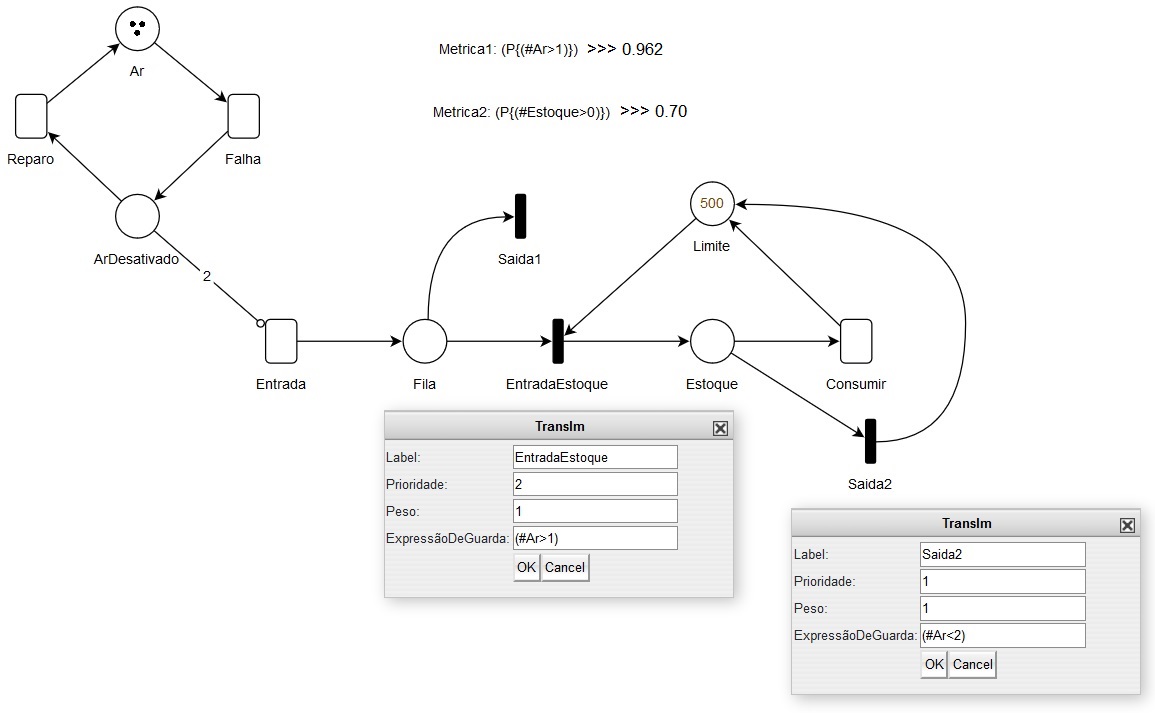 Ar
Metrica1: (P{(#Ar>1)}) >>> 0.962
Metrica2: (P{(#Estoque>0)}) >>> 0.70
Reparo
Falha
ArDesativado
2
500
Limite
Saida1
Entrada
Fila
EntradaEstoque
Estoque
Consumir
Saida2
TransIm
Label: EntradaEstoque
Prioridade: 2
Peso: 1
ExpressãoDeGuarda: (#Ar>1)
OK Cancel
TransIm
Label: Saida2
Prioridade: 1
Peso: 1
ExpressãoDeGuarda: (#Ar<2)
OK Cancel